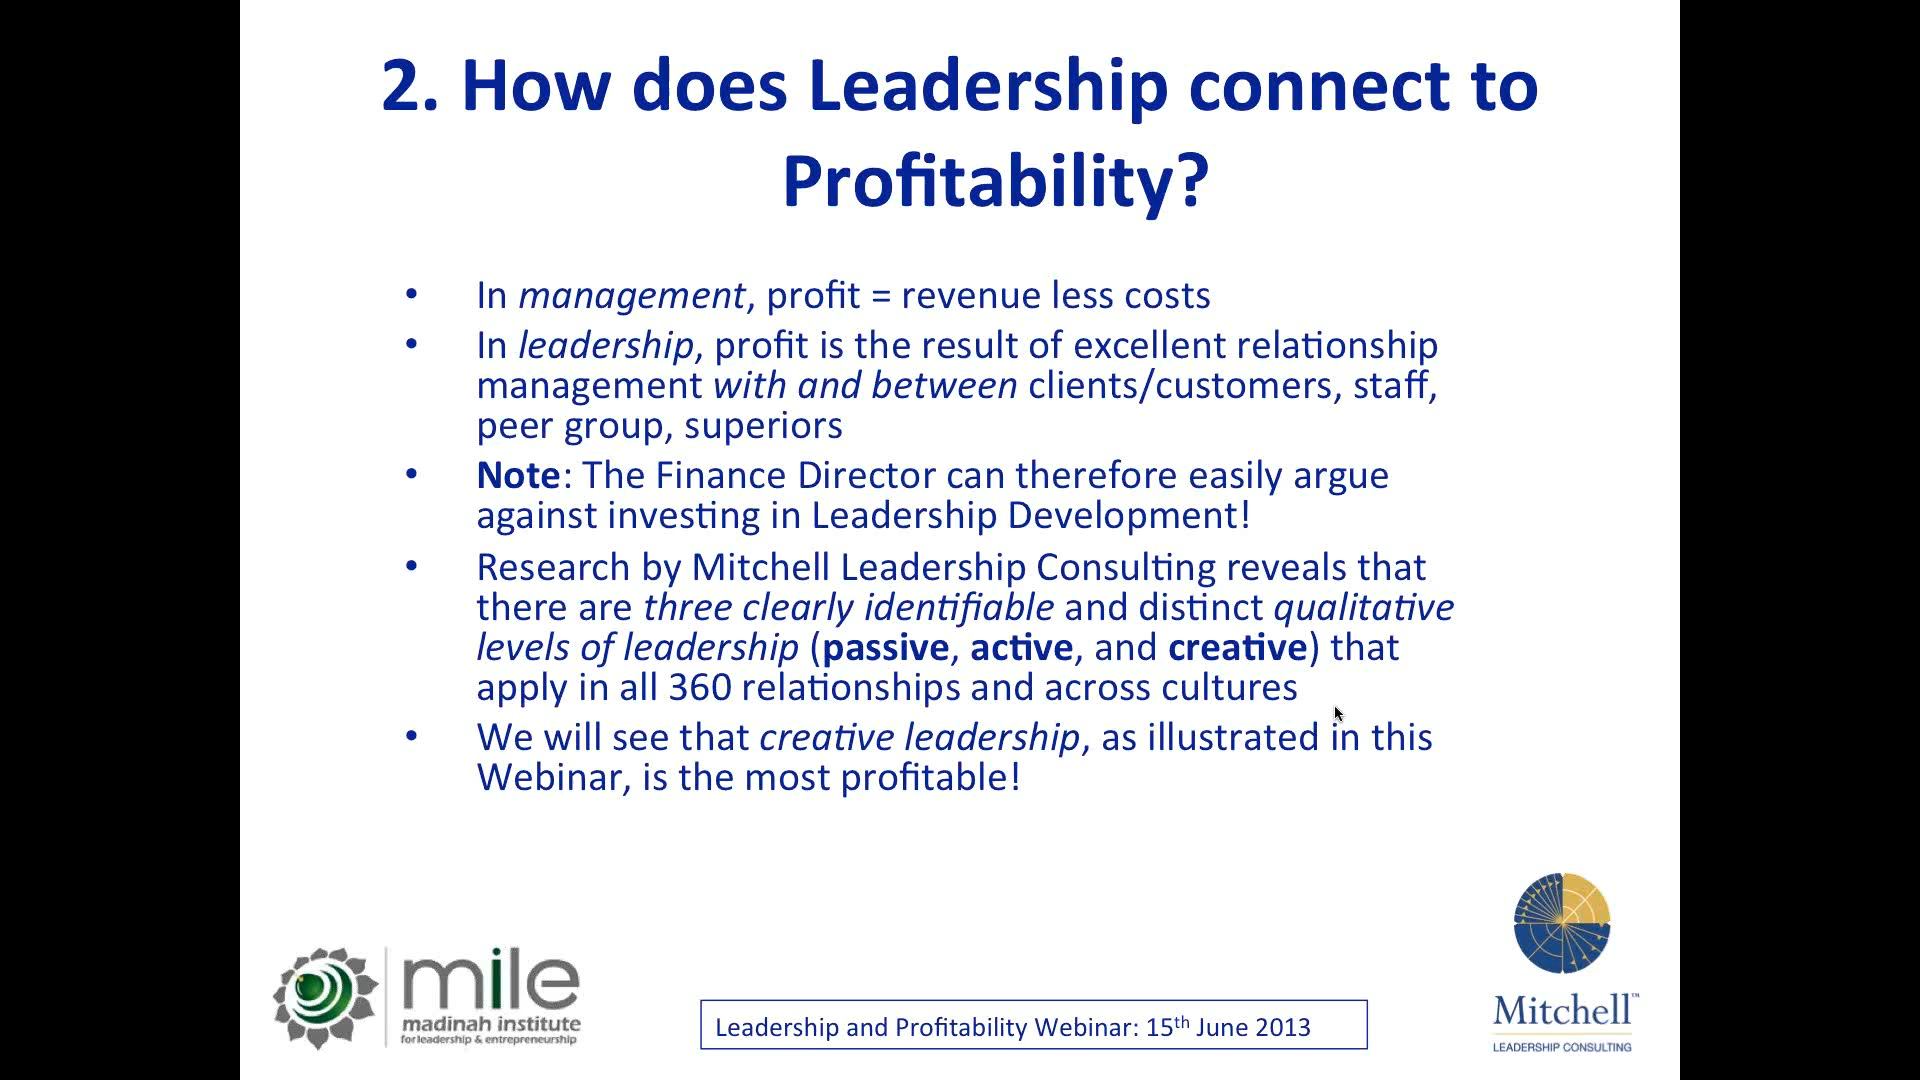 2. How does Leadership connect to
Profitability?
• In management, profit = revenue less costs
• In leadership, profit is the result of excellent relationship
management with and between clients/customers, staff,
peer group, superiors
• Note: The Finance Director can therefore easily argue
against investing in Leadership Development!
• Research by Mitchell Leadership Consulting reveals that
there are three clearly identifiable and distinct qualitative
levels of leadership (passive, active, and creative) that
apply in all 360 relationships and across cultures
• We will see that creative leadership, as illustrated in this
Webinar, is the most profitable!
mile
madinah institute
for leadership & entrepreneurship
Leadership and Profitability Webinar: 15th June 2013
Mitchell™
LEADERSHIP CONSULTING